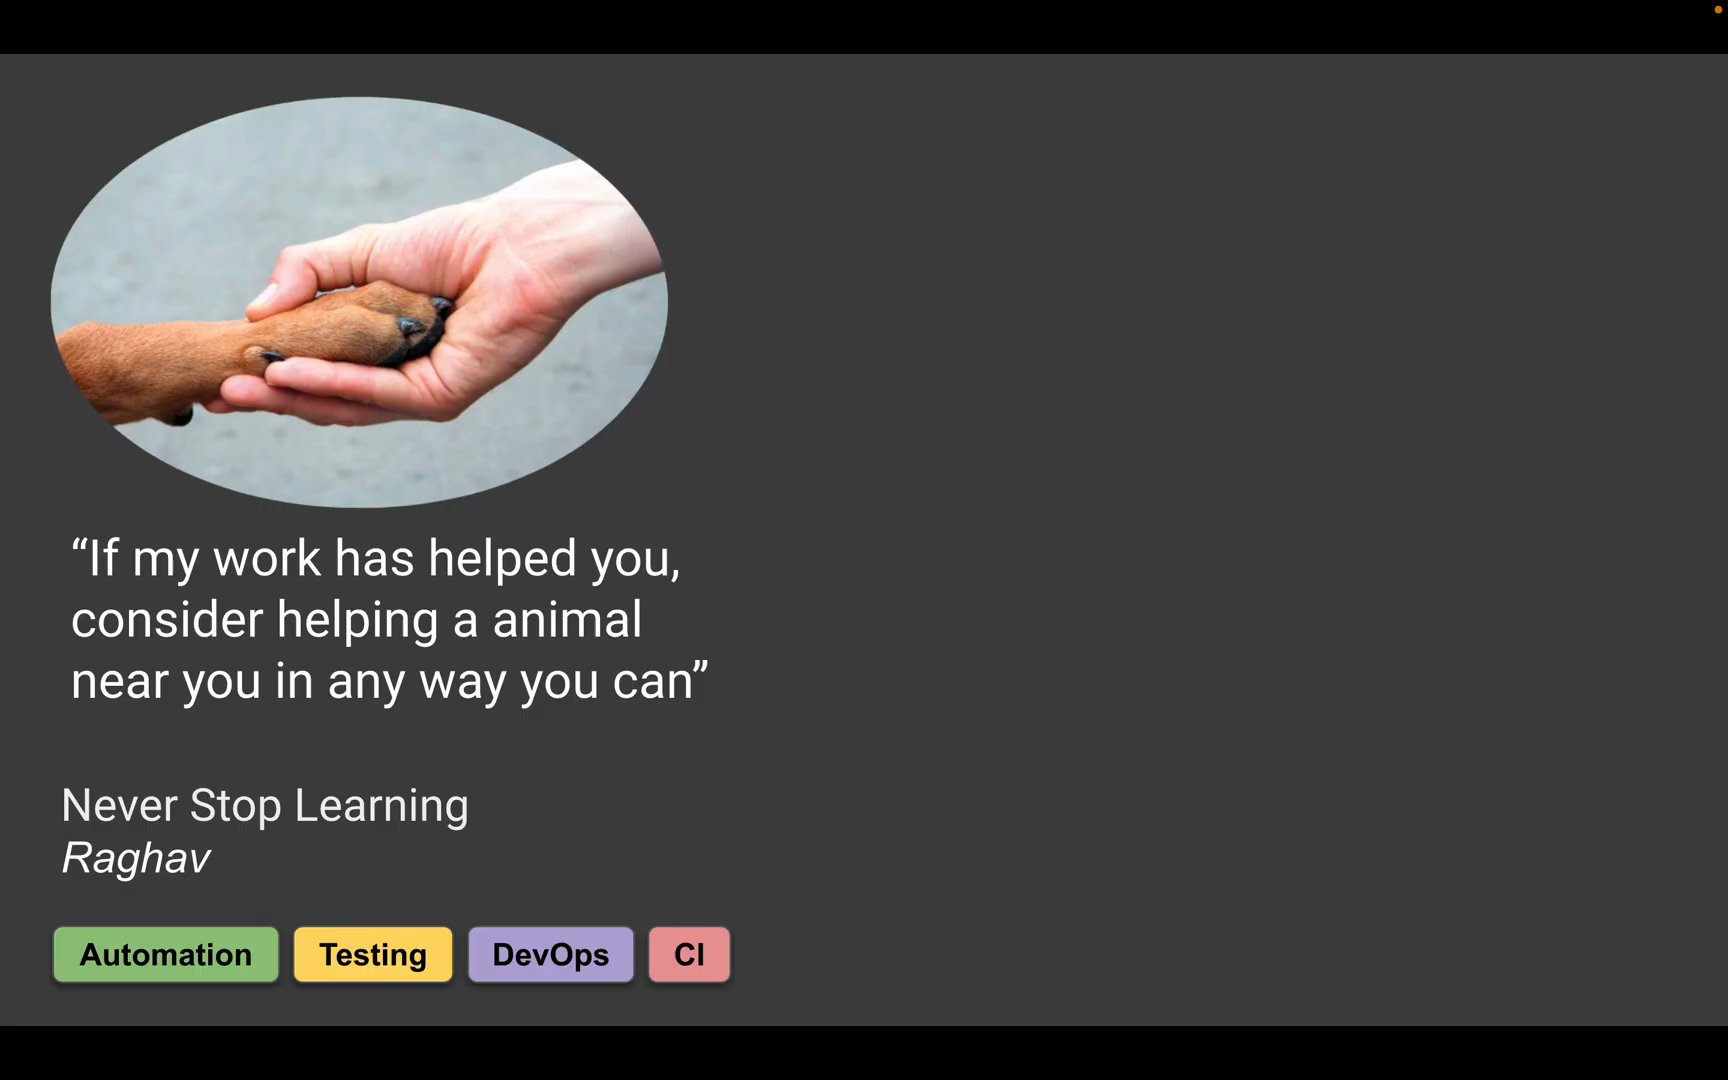 “If my work has helped you,
consider helping a animal
near you in any way you can”
Never Stop Learning
Raghav
Automation Testing DevOps CI